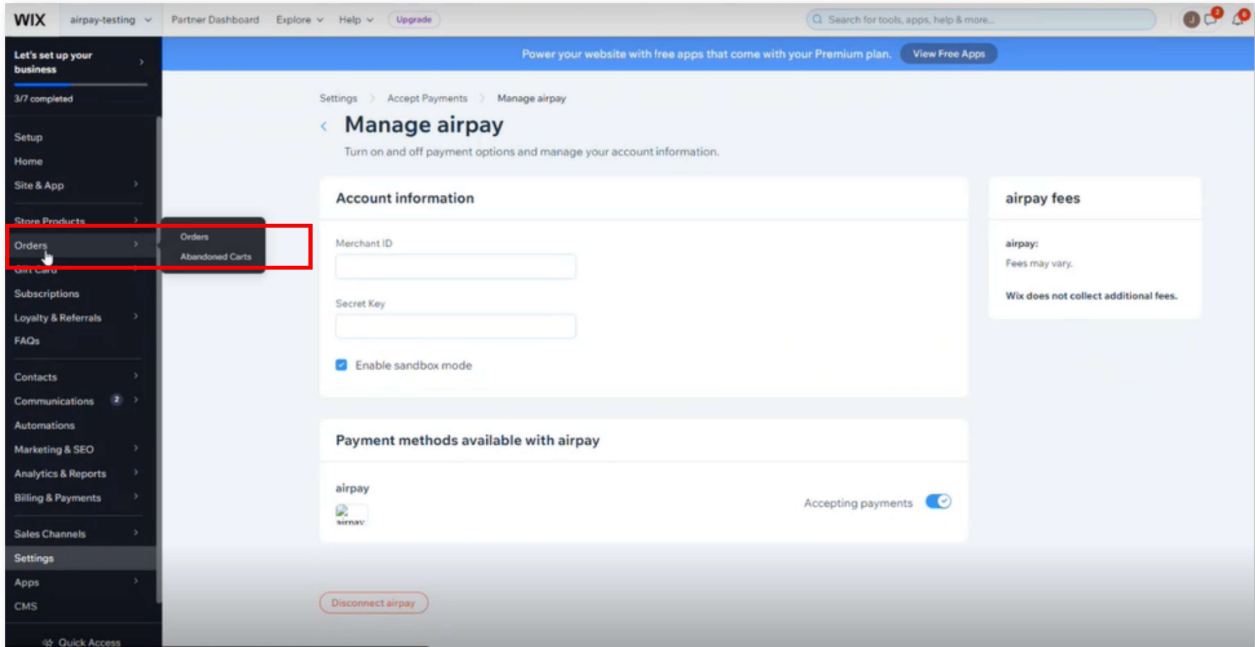 WIX airpay-testing Partner Dashboard Explore Help Upgrade Search for tools, apps, help & more... J 2 6
Let's set up your
business
3/7 completed
Setup
Home
Site & App
Store Products
Orders
Gift Card
Subscriptions
Loyalty & Referrals
FAQs
Contacts
Communications 2
Automations
Marketing & SEO
Analytics & Reports
Billing & Payments
Sales Channels
Settings
Apps
CMS
Quick Access
Orders
Abandoned Carts
Power your website with free apps that come with your Premium plan. View Free Apps
Settings > Accept Payments > Manage airpay
Manage airpay
Turn on and off payment options and manage your account information.
Account information
Merchant ID
Secret Key
Enable sandbox mode
Payment methods available with airpay
airpay
airpay
Accepting payments
Disconnect airpay
airpay fees
airpay:
Fees may vary.
Wix does not collect additional fees.